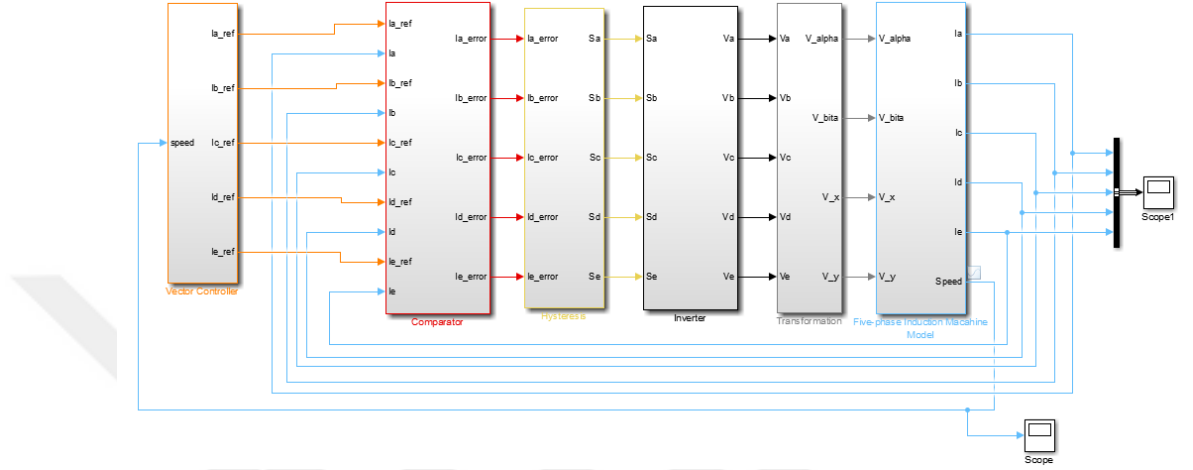 Ia_ref
Ib_ref
speed
Ic_ref
Id_ref
Ie_ref
Vector Controller
Ia_ref
Ia
Ib_ref
Ib
Ic_ref
Ic
Id_ref
Id
Ie_ref
Ie
Ia_error
Ib_error
Ic_error
Id_error
Ie_error
Comparator
Ia_error
Ib_error
Ic_error
Id_error
Ie_error
Sa
Sb
Sc
Sd
Se
Hysteresis
Sa
Sb
Sc
Sd
Se
Va
Vb
Vc
Vd
Ve
Inverter
Va
Vb
Vc
Vd
Ve
V_alpha
V_bita
V_x
V_y
Transformation
V_alpha
V_bita
V_x
V_y
Ia
Ib
Ic
Id
Ie
Speed
Five-phase Induction Macahine
Model
Scope1
Scope